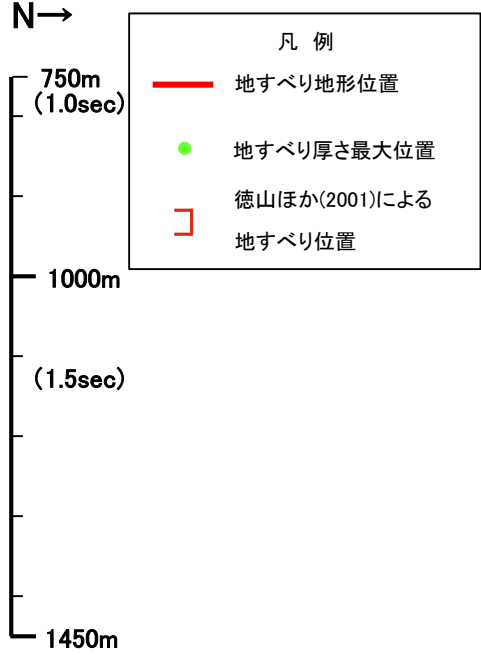 N→
凡 例
地すべり地形位置
地すべり厚さ最大位置
徳山ほか(2001)による
地すべり位置
750m
(1.0sec)
1000m
(1.5sec)
1450m